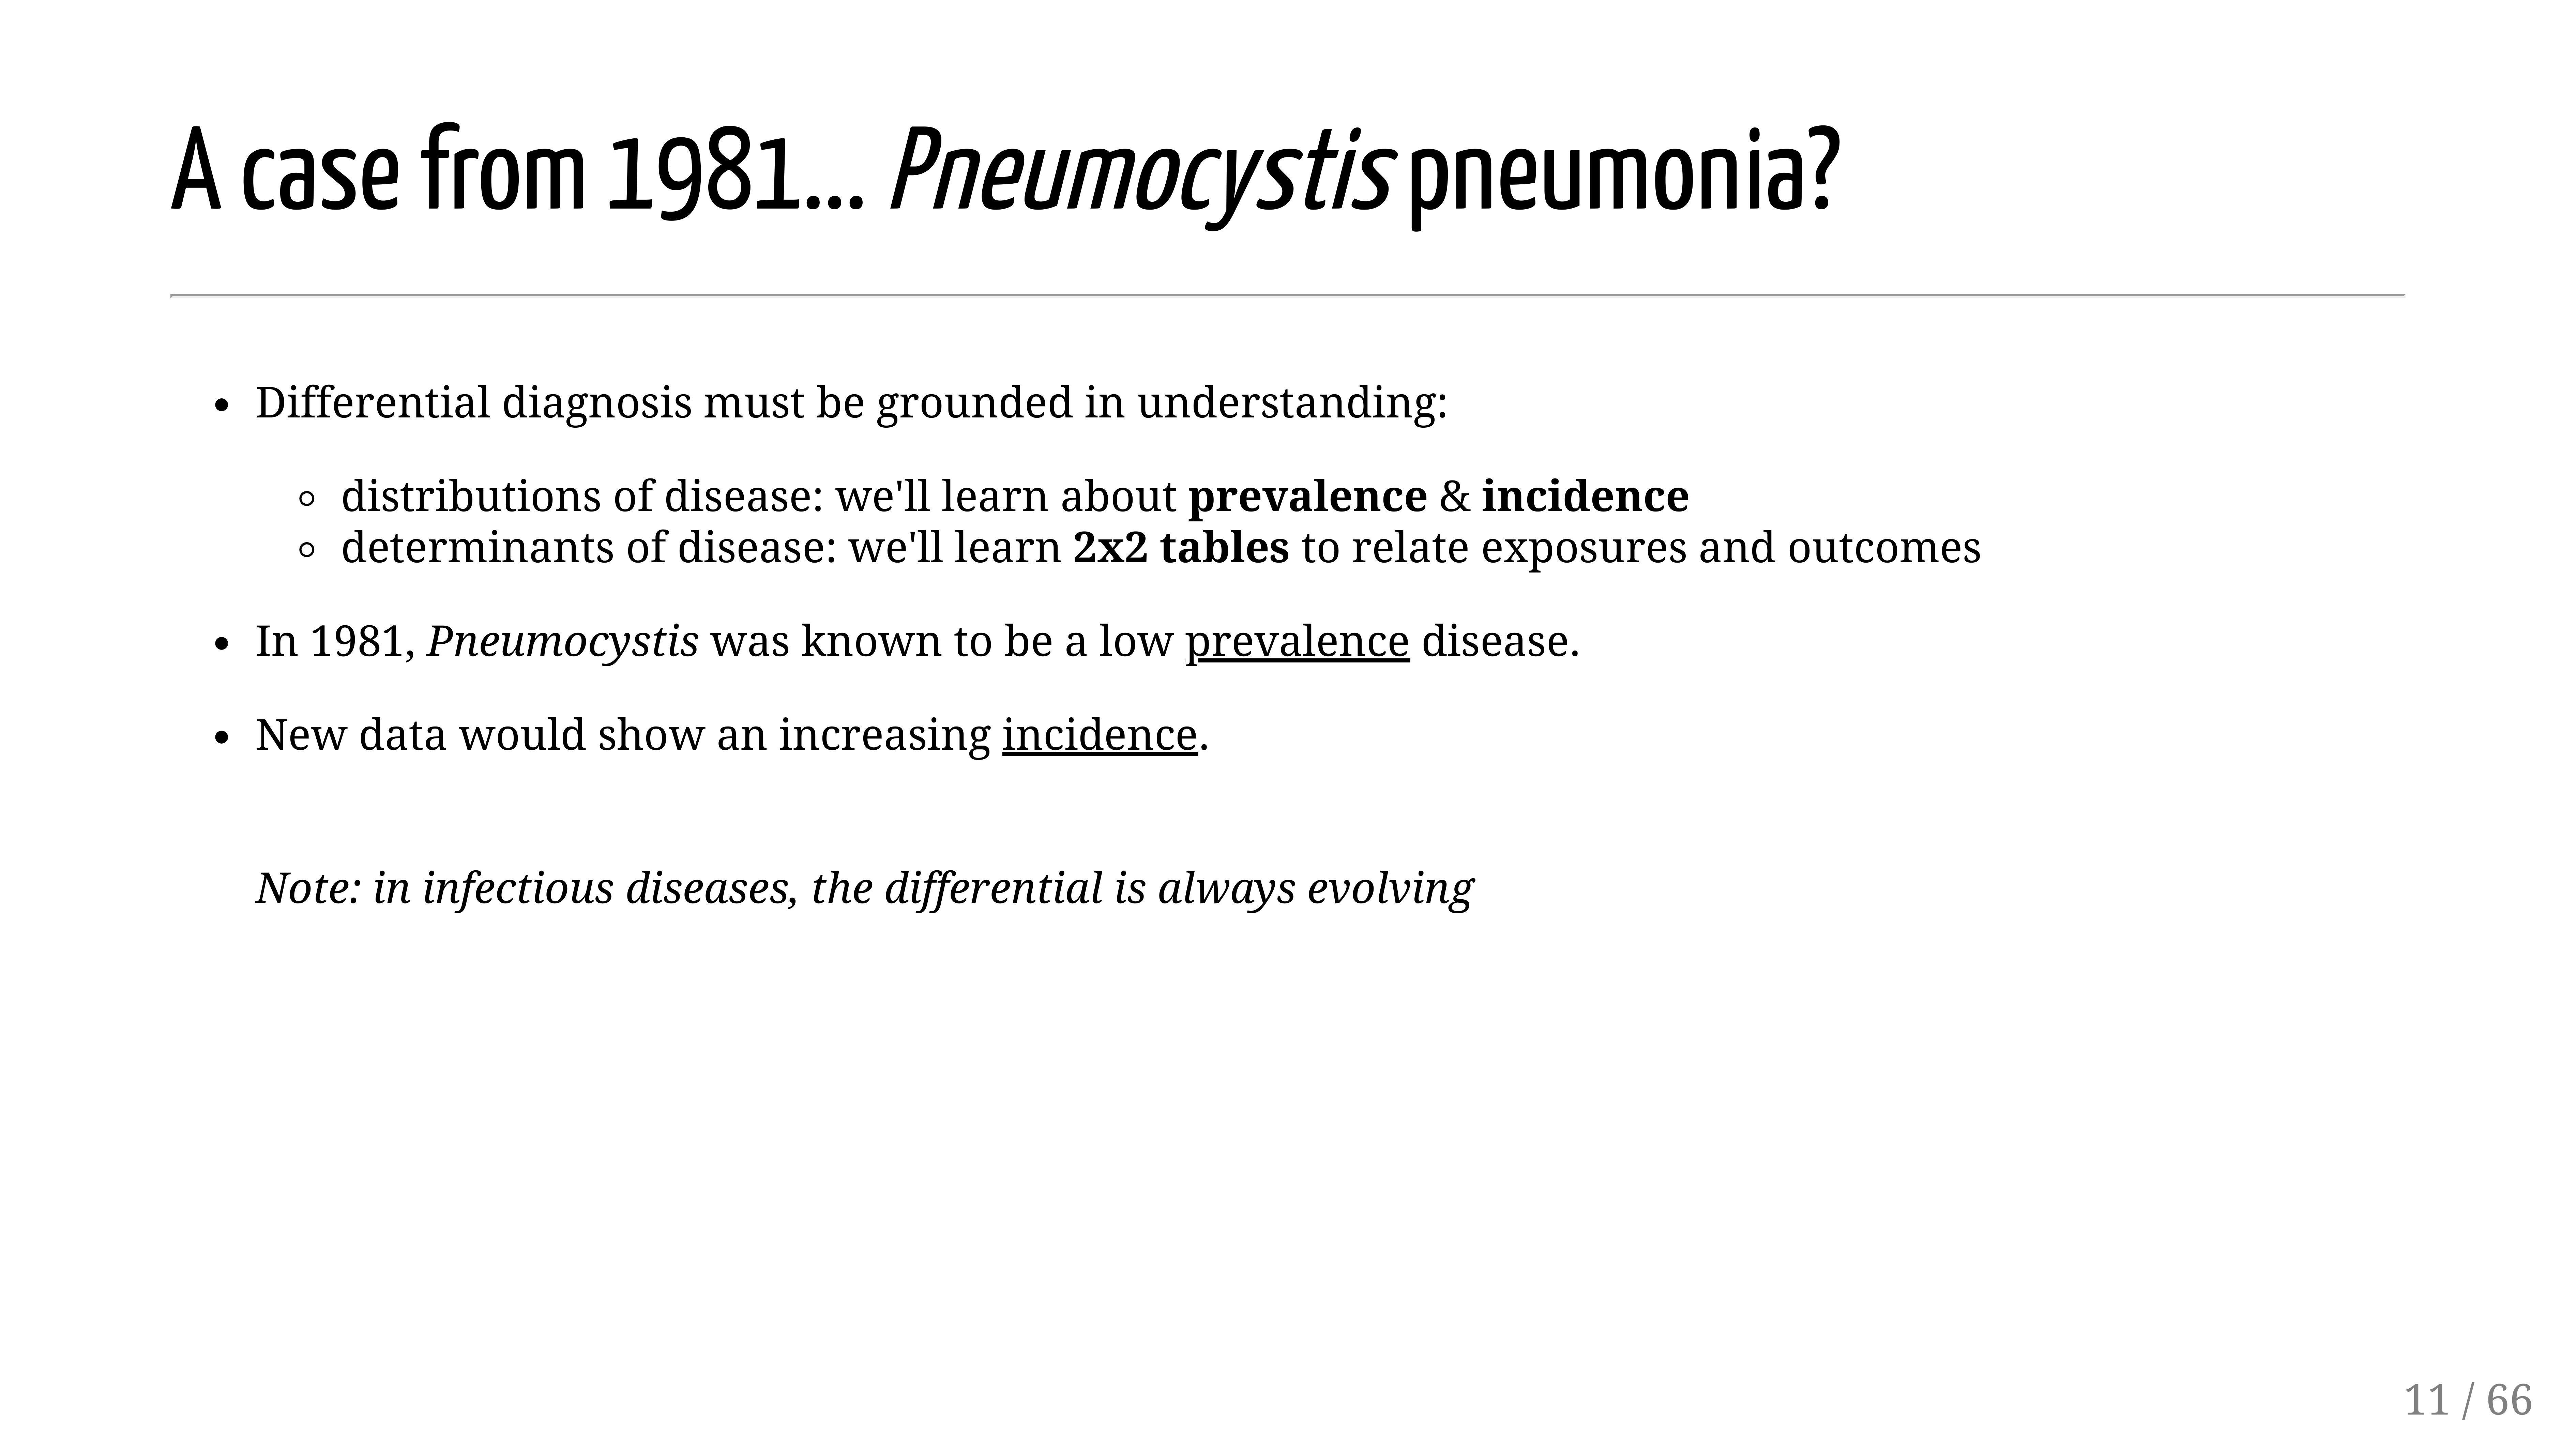 A case from 1981... Pneumocystis pneumonia?
• Differential diagnosis must be grounded in understanding:
◦ distributions of disease: we'll learn about prevalence & incidence
◦ determinants of disease: we'll learn 2x2 tables to relate exposures and outcomes
• In 1981, Pneumocystis was known to be a low prevalence disease.
• New data would show an increasing incidence.
Note: in infectious diseases, the differential is always evolving
11 / 66